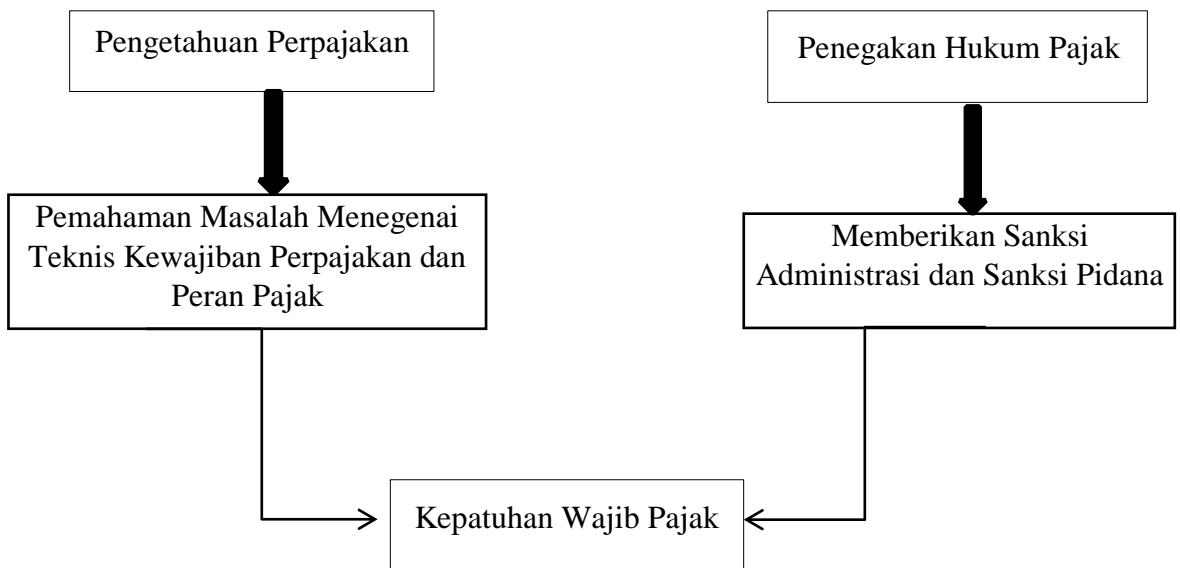 Pengetahuan Perpajakan
Penegakan Hukum Pajak
Pemahaman Masalah Menegenai
Teknis Kewajiban Perpajakan dan
Peran Pajak
Memberikan Sanksi
Administrasi dan Sanksi Pidana
Kepatuhan Wajib Pajak